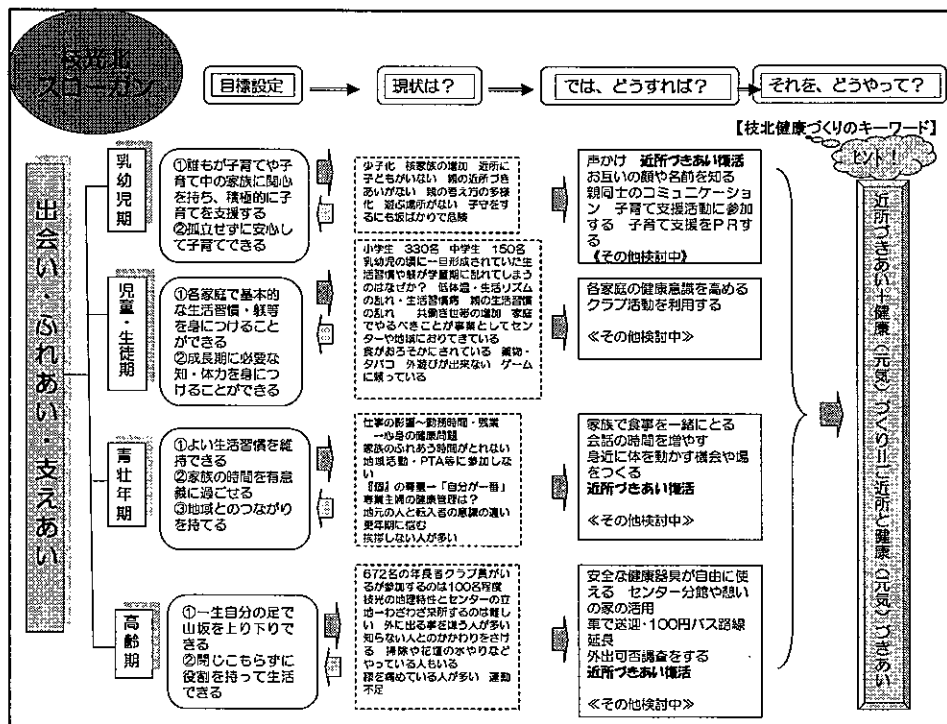 枝光北
スローガン
目標設定
現状は？
では、どうすれば？
それを、どうやって？
【枝北健康づくりのキーワード】
ヒント！
出会い・ふれあい・支えあい
乳幼児期
①誰もが子育てや子
育て中の家族に関心
を持ち、積極的に子
育てを支援する
②孤立せずに安心し
て子育てできる
少子化　核家族の増加　近所に
子どもがいない　親の近所づき
あいがない　親の考え方の多様
化　遊ぶ場所がない　子守をす
るにも坂ばかりで危険
声かけ　近所づきあい復活
お互いの顔や名前を知る
親同士のコミュニケーション
ン　子育て支援活動に参加
する　子育て支援をPRす
る
《その他検討中》
児童・生徒期
①各家庭で基本的
な生活習慣・躾等
を身につけること
ができる
②成長期に必要な
知・体力を身につ
けることができる
小学生　330名　中学生　150名
乳幼児の頃に一旦形成されていた生
活習慣や躾が学童期に乱れてしまう
のはなぜか？　低体温・生活リズム
の乱れ・生活習慣病　親の生活習慣
の乱れ　共働き世帯の増加　家庭
でやるべきことが事業としてセン
ターや地域におりてきている
食がおろそかにされている　薬物・
タバコ　外遊びが出来ない　ゲーム
に頼っている
各家庭の健康意識を高める
クラブ活動を利用する
≪その他検討中≫
青壮年期
①よい生活習慣を維
持できる
②家族の時間を有意
義に過ごせる
③地域とのつながり
を持てる
仕事の影響～勤務時間・残業
→心身の健康問題
家族のふれあう時間がとれない
地域活動・PTA等に参加しな
い
『個』の尊重→「自分が一番」
専業主婦の健康管理は？
地元の人と転入者の意識の違い
更年期に悩む
挨拶しない人が多い
家族で食事を一緒にとる
会話の時間を増やす
身近に体を動かす機会や場
をつくる
近所づきあい復活
≪その他検討中≫
高齢期
①一生自分の足で
山坂を上り下りで
きる
②閉じこもらずに
役割を持って生活
できる
672名の年長者クラブ員がい
るが参加するのは100名程度
枝光の地理特性とセンターの立
地→わざわざ来所するのは難し
い　外に出る事を嫌う人が多い
知らない人とのかかわりをさけ
る　掃除や花壇の水やりなど
やっている人もいる
膝を痛めている人が多い　運動
不足
安全な健康器具が自由に使
える　センター分館や憩い
の家の活用
車で送迎・100円バス路線
延長
外出可否調査をする
近所づきあい復活
≪その他検討中≫
近所づきあい＋健康（元気）づくり＝ご近所と健康（元気）づきあい